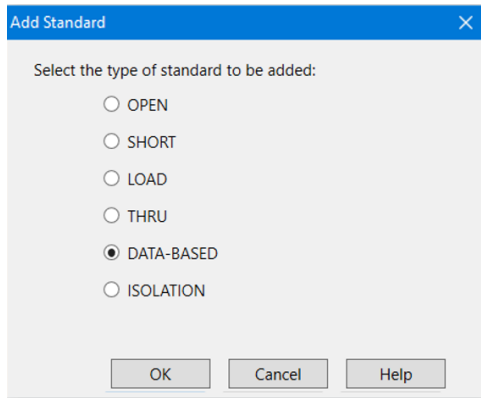 Add Standard
Select the type of standard to be added:
OPEN
SHORT
LOAD
THRU
DATA-BASED
ISOLATION
OK Cancel Help